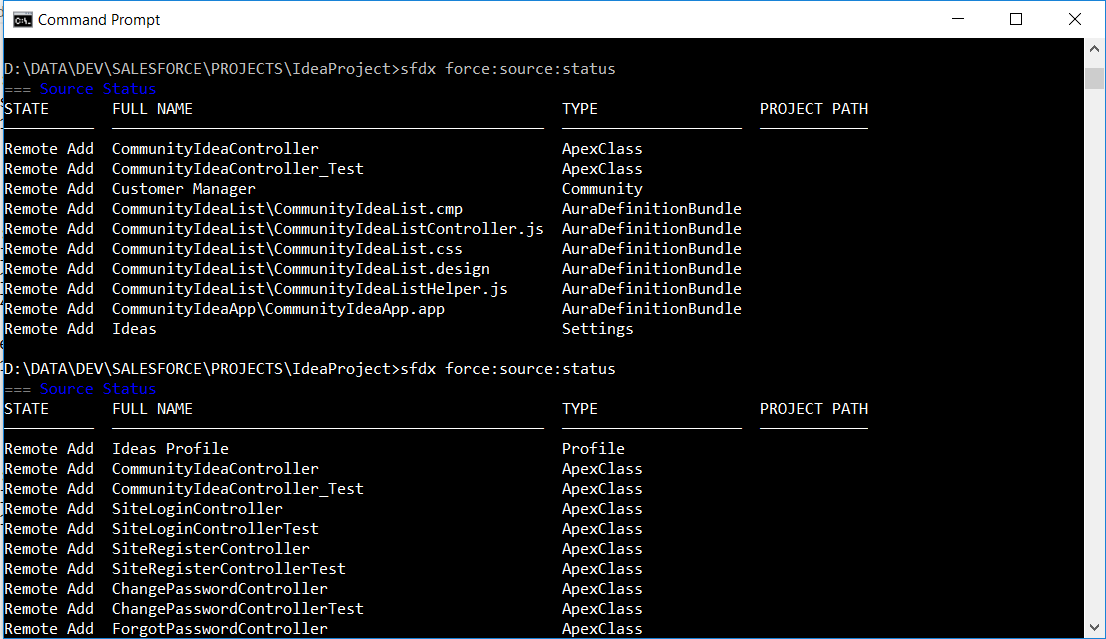 Command Prompt
D:\DATA\DEV\SALESFORCE\PROJECTS\IdeaProject>sfdx force:source:status
=== Source Status
STATE FULL NAME TYPE PROJECT PATH
Remote Add CommunityIdeaController ApexClass
Remote Add CommunityIdeaController_Test ApexClass
Remote Add Customer Manager Community
Remote Add CommunityIdeaList\CommunityIdeaList.cmp AuraDefinitionBundle
Remote Add CommunityIdeaList\CommunityIdeaListController.js AuraDefinitionBundle
Remote Add CommunityIdeaList\CommunityIdeaList.css AuraDefinitionBundle
Remote Add CommunityIdeaList\CommunityIdeaList.design AuraDefinitionBundle
Remote Add CommunityIdeaList\CommunityIdeaListHelper.js AuraDefinitionBundle
Remote Add CommunityIdeaApp\CommunityIdeaApp.app AuraDefinitionBundle
Remote Add Ideas Settings
D:\DATA\DEV\SALESFORCE\PROJECTS\IdeaProject>sfdx force:source:status
=== Source Status
STATE FULL NAME TYPE PROJECT PATH
Remote Add Ideas Profile Profile
Remote Add CommunityIdeaController ApexClass
Remote Add CommunityIdeaController_Test ApexClass
Remote Add SiteLoginController ApexClass
Remote Add SiteLoginControllerTest ApexClass
Remote Add SiteRegisterController ApexClass
Remote Add SiteRegisterControllerTest ApexClass
Remote Add ChangePasswordController ApexClass
Remote Add ChangePasswordControllerTest ApexClass
Remote Add ForgotPasswordController ApexClass